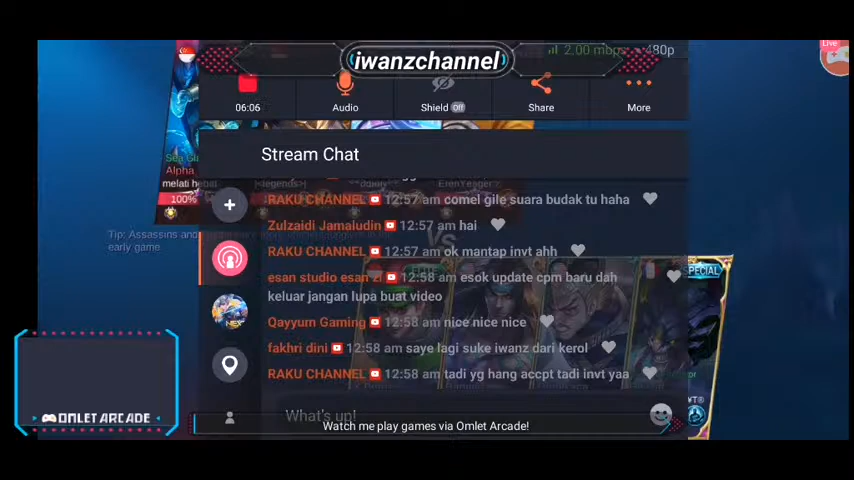 iwanzchannel
2.00 mbps 480p
Live
06:06
Audio
Shield Off
Share
More
Stream Chat
Alpha
melati
100%
VS
Tip: Assassins and
early game
RAKU CHANNEL 12:57 am comel gile suara budak tu haha
Zulzaidi Jamaludin 12:57 am hai
RAKU CHANNEL 12:57 am ok mantap invt ahh
esan studio esan 12:58 am esok update cpm baru dah
keluar jangan lupa buat video
SPECIAL
Qayyum Gaming 12:58 am nice nice nice
fakhri dini 12:58 am saye lagi suke iwanz dari kerol
RAKU CHANNEL 12:58 am tadi yg hang accpt tadi invt yaa
What's up!
OMLET ARCADE
Watch me play games via Omlet Arcade!